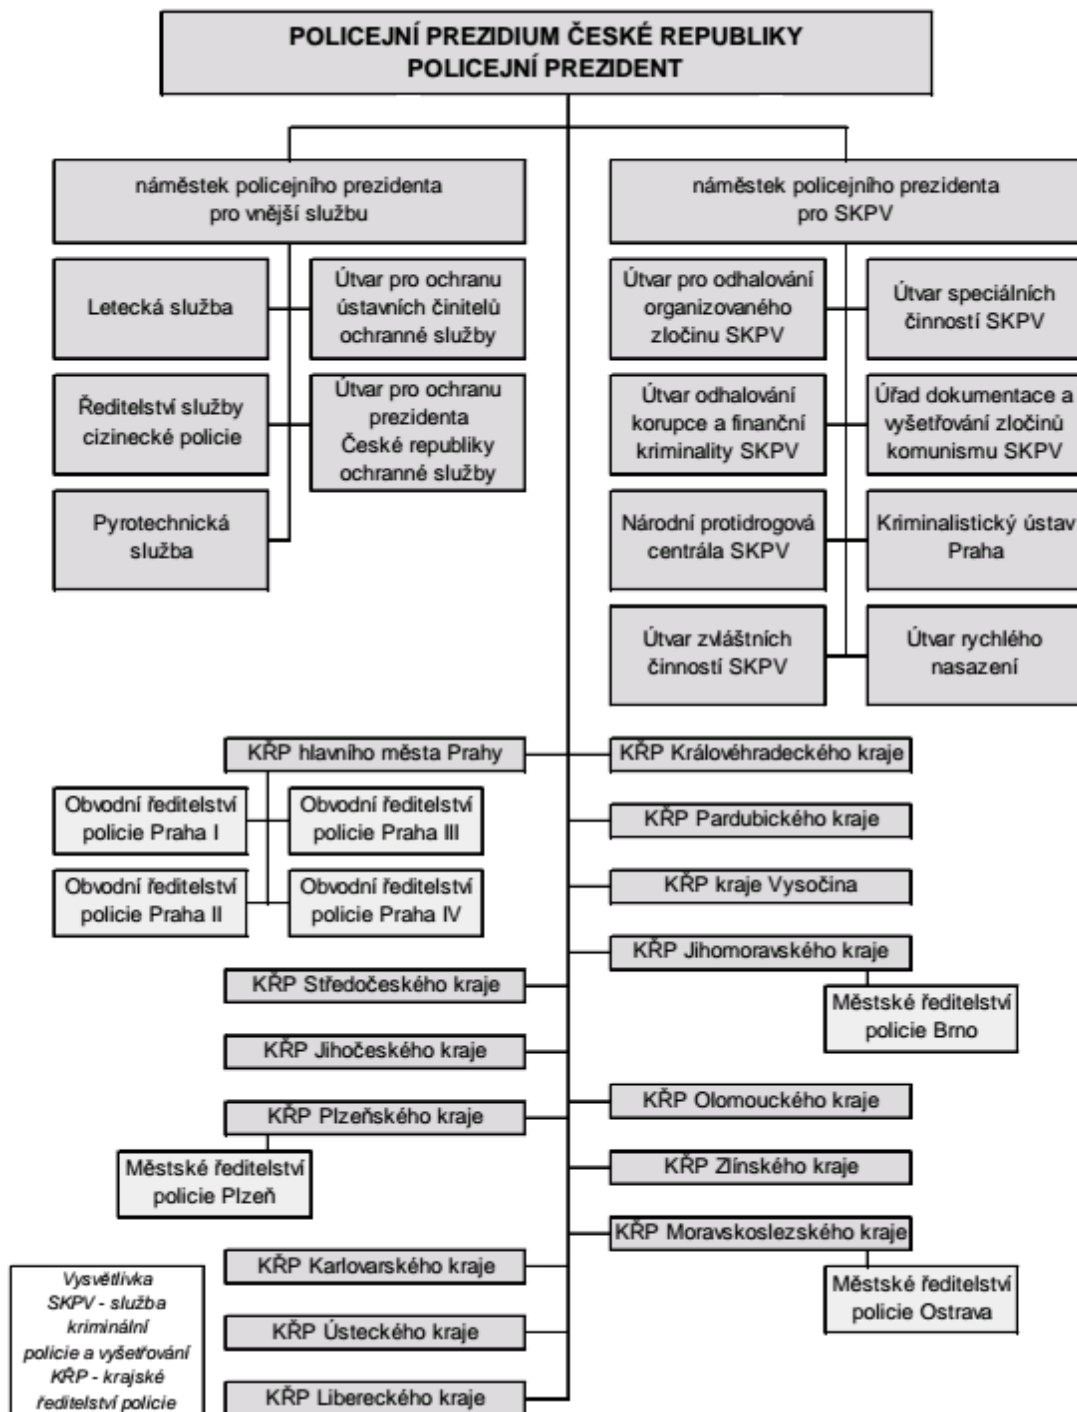 POLICEJNÍ PREZIDIUM ČESKÉ REPUBLIKY
POLICEJNÍ PREZIDENT
náměstek policejního prezidenta
pro vnější službu
náměstek policejního prezidenta
pro SKPV
Letecká služba
Útvar pro ochranu
ústavních činitelů
ochranné služby
Ředitelství služby
cizinecké policie
Útvar pro ochranu
prezidenta
České republiky
ochranné služby
Pyrotechnická
služba
Útvar pro odhalování
organizovaného
zločinu SKPV
Útvar speciálních
činností SKPV
Útvar odhalování
korupce a finanční
kriminality SKPV
Úřad dokumentace a
vyšetřování zločinů
komunismu SKPV
Národní protidrogová
centrála SKPV
Kriminalistický ústav
Praha
Útvar zvláštních
činností SKPV
Útvar rychlého
nasazení
KŘP hlavního města Prahy
Obvodní ředitelství
policie Praha I
Obvodní ředitelství
policie Praha III
Obvodní ředitelství
policie Praha II
Obvodní ředitelství
policie Praha IV
KŘP Středočeského kraje
KŘP Jihočeského kraje
KŘP Plzeňského kraje
Městské ředitelství
policie Plzeň
KŘP Karlovarského kraje
KŘP Ústeckého kraje
KŘP Libereckého kraje
KŘP Královéhradeckého kraje
KŘP Pardubického kraje
KŘP kraje Vysočina
KŘP Jihomoravského kraje
Městské ředitelství
policie Brno
KŘP Olomouckého kraje
KŘP Zlínského kraje
KŘP Moravskoslezského kraje
Městské ředitelství
policie Ostrava
Vysvětlivka
SKPV - služba
kriminální
policie a vyšetřování
KŘP - krajské
ředitelství policie